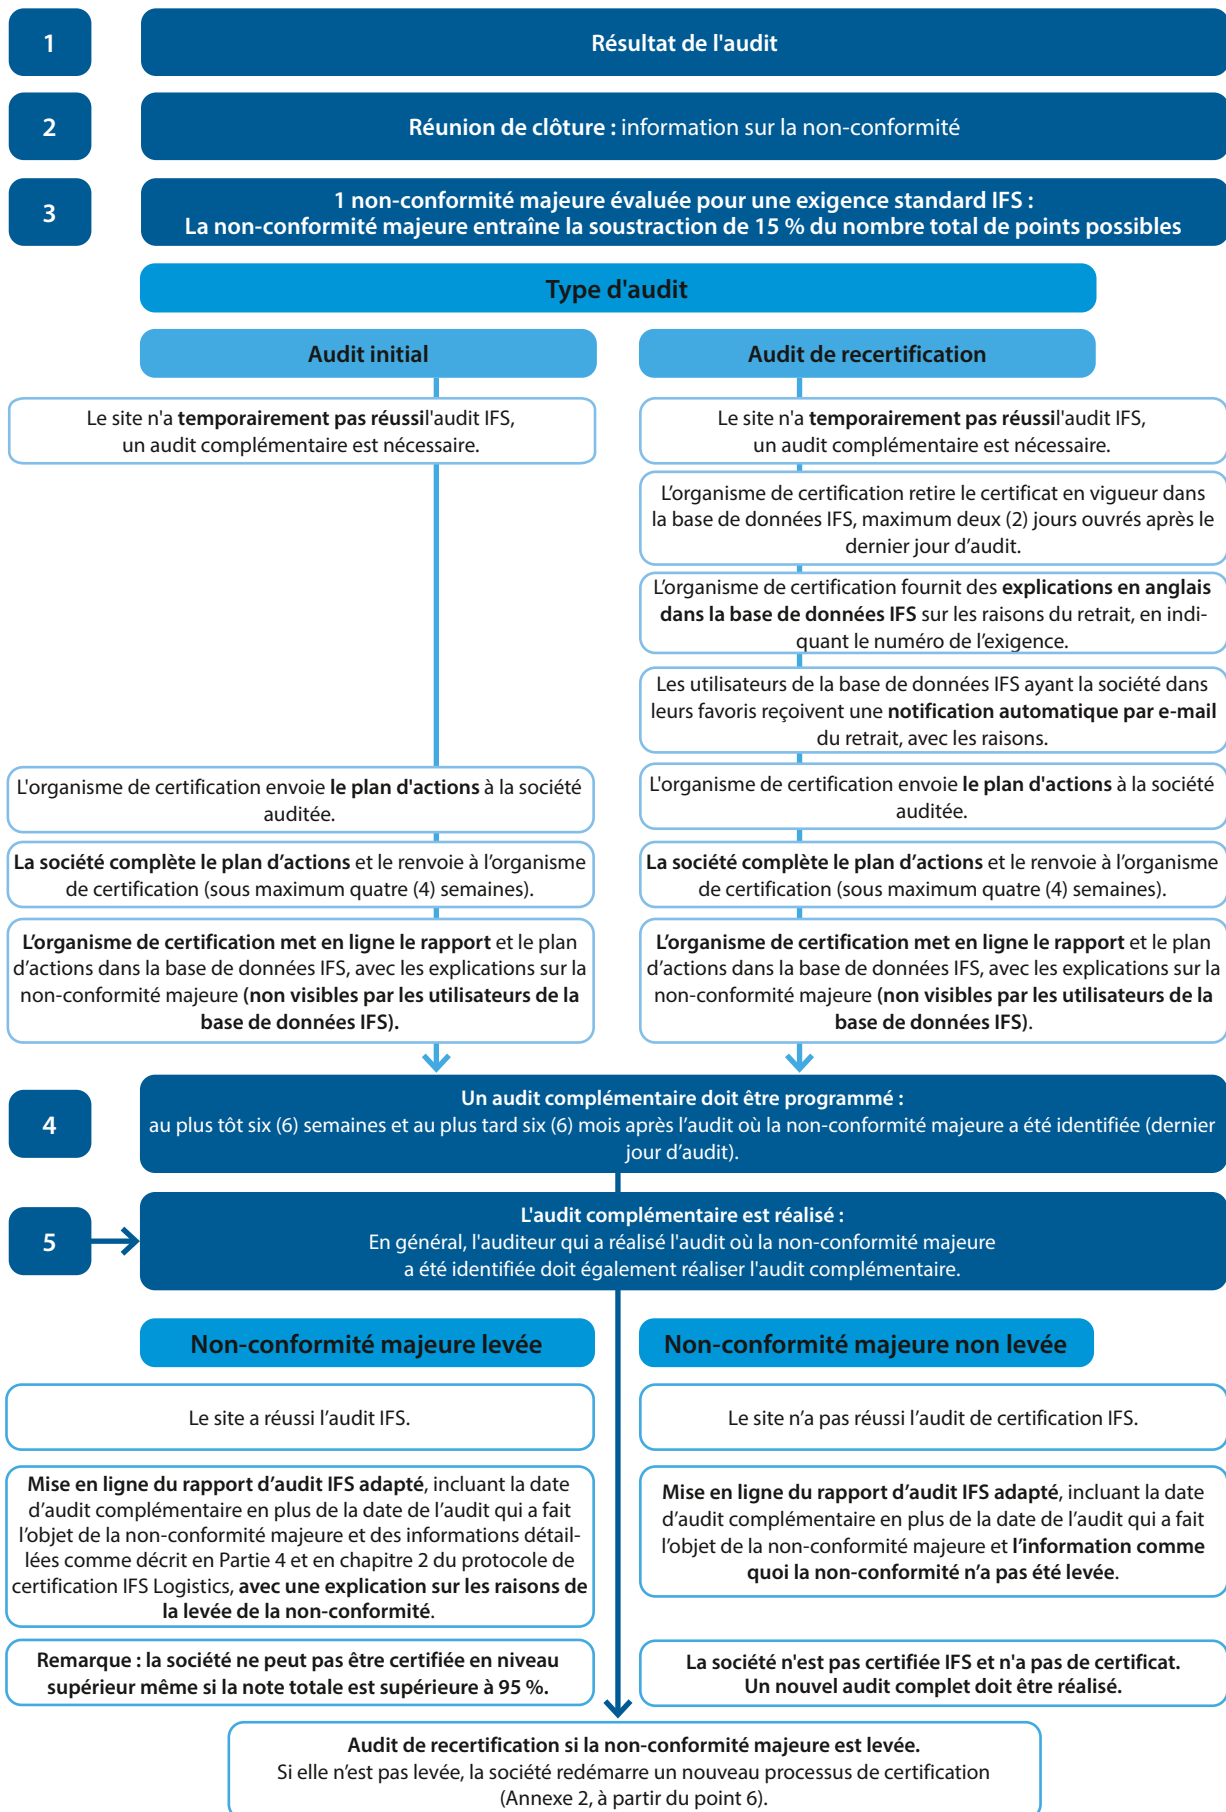 1
Résultat de l'audit
2
Réunion de clôture : information sur la non-conformité
3
1 non-conformité majeure évaluée pour une exigence standard IFS :
La non-conformité majeure entraîne la soustraction de 15 % du nombre total de points possibles
Type d'audit
Audit initial
Le site n'a temporairement pas réussil'audit IFS,
un audit complémentaire est nécessaire.
L'organisme de certification envoie le plan d'actions à la société
auditée.
La société complète le plan d’actions et le renvoie à l’organisme
de certification (sous maximum quatre (4) semaines).
L’organisme de certification met en ligne le rapport et le plan
d’actions dans la base de données IFS, avec les explications sur la
non-conformité majeure (non visibles par les utilisateurs de la
base de données IFS).
Audit de recertification
Le site n'a temporairement pas réussil'audit IFS,
un audit complémentaire est nécessaire.
L’organisme de certification retire le certificat en vigueur dans
la base de données IFS, maximum deux (2) jours ouvrés après le
dernier jour d’audit.
L’organisme de certification fournit des explications en anglais
dans la base de données IFS sur les raisons du retrait, en indi-
quant le numéro de l’exigence.
Les utilisateurs de la base de données IFS ayant la société dans
leurs favoris reçoivent une notification automatique par e-mail
du retrait, avec les raisons.
L'organisme de certification envoie le plan d'actions à la société
auditée.
La société complète le plan d’actions et le renvoie à l’organisme
de certification (sous maximum quatre (4) semaines).
L’organisme de certification met en ligne le rapport et le plan
d’actions dans la base de données IFS, avec les explications sur la
non-conformité majeure (non visibles par les utilisateurs de la
base de données IFS).
4
Un audit complémentaire doit être programmé :
au plus tôt six (6) semaines et au plus tard six (6) mois après l’audit où la non-conformité majeure a été identifiée (dernier
jour d’audit).
5
L'audit complémentaire est réalisé :
En général, l'auditeur qui a réalisé l'audit où la non-conformité majeure
a été identifiée doit également réaliser l'audit complémentaire.
Non-conformité majeure levée
Le site a réussi l’audit IFS.
Mise en ligne du rapport d’audit IFS adapté, incluant la date
d’audit complémentaire en plus de la date de l’audit qui a fait
l’objet de la non-conformité majeure et des informations détail-
lées comme décrit en Partie 4 et en chapitre 2 du protocole de
certification IFS Logistics, avec une explication sur les raisons de
la levée de la non-conformité.
Remarque : la société ne peut pas être certifiée en niveau
supérieur même si la note totale est supérieure à 95 %.
Non-conformité majeure non levée
Le site n’a pas réussi l’audit de certification IFS.
Mise en ligne du rapport d’audit IFS adapté, incluant la date
d’audit complémentaire en plus de la date de l’audit qui a fait
l’objet de la non-conformité majeure et l’information comme
quoi la non-conformité n’a pas été levée.
La société n'est pas certifiée IFS et n'a pas de certificat.
Un nouvel audit complet doit être réalisé.
Audit de recertification si la non-conformité majeure est levée.
Si elle n’est pas levée, la société redémarre un nouveau processus de certification
(Annexe 2, à partir du point 6).